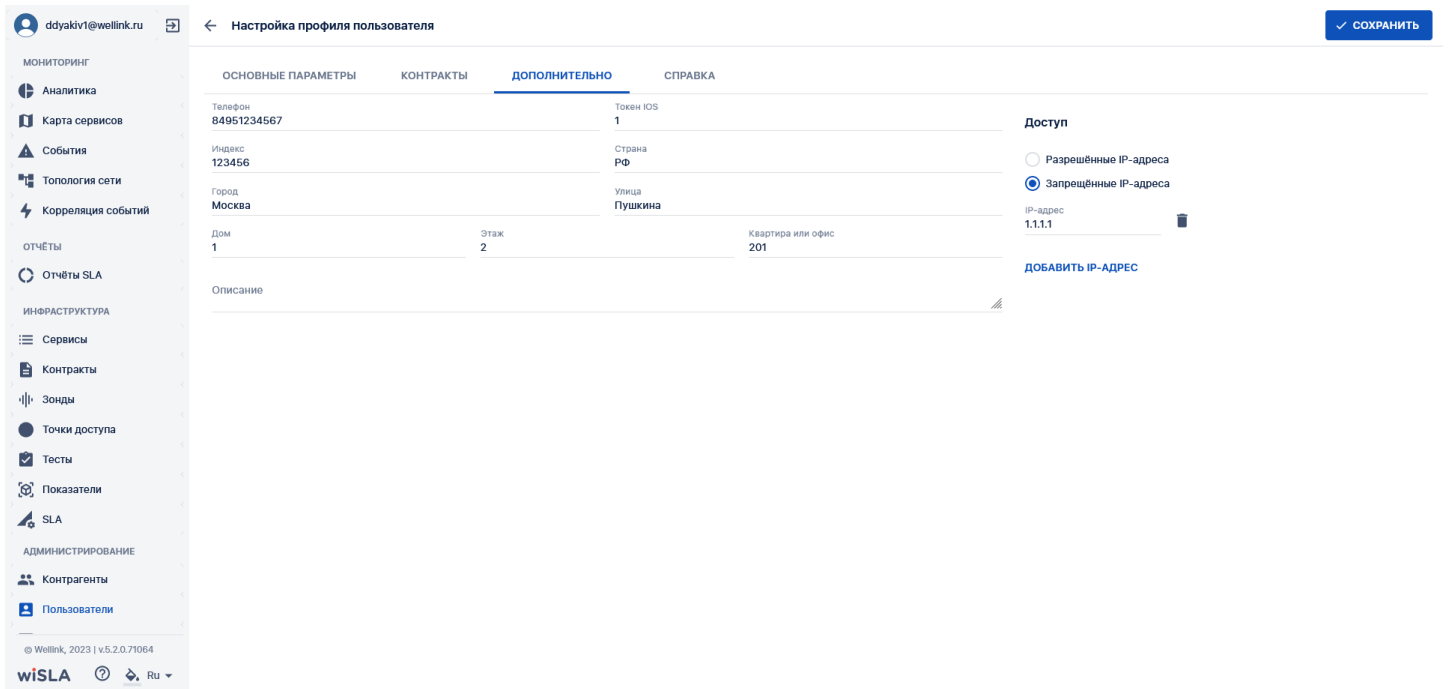 ddyakiv1@wellink.ru
МОНИТОРИНГ
Аналитика
Карта сервисов
События
Топология сети
Корреляция событий
ОТЧЁТЫ
Отчёты SLA
ИНФРАСТРУКТУРА
Сервисы
Контракты
Зонды
Точки доступа
Тесты
Показатели
SLA
АДМИНИСТРИРОВАНИЕ
Контрагенты
Пользователи
© Wellink, 2023 | v.5.2.0.71064
wiSLA
Ru
Настройка профиля пользователя
СОХРАНИТЬ
ОСНОВНЫЕ ПАРАМЕТРЫ КОНТРАКТЫ ДОПОЛНИТЕЛЬНО СПРАВКА
Телефон
84951234567
Токен IOS
1
Индекс
123456
Страна
РФ
Город
Москва
Улица
Пушкина
Дом
1
Этаж
2
Квартира или офис
201
Описание
Доступ
Разрешённые IP-адреса
Запрещённые IP-адреса
IP-адрес
1.1.1.1
ДОБАВИТЬ IP-АДРЕС